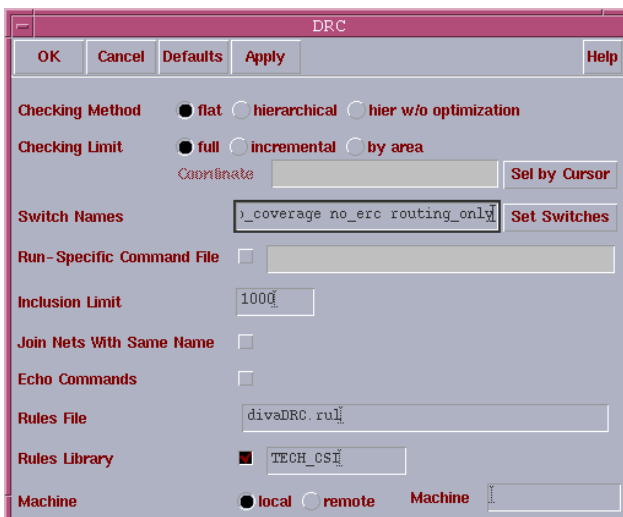 DRC
OK Cancel Defaults Apply Help
Checking Method flat hierarchical hier w/o optimization
Checking Limit full incremental by area
Coordinate Sel by Cursor
Switch Names _coverage no_erc routing_only Set Switches
Run-Specific Command File
Inclusion Limit 1000
Join Nets With Same Name
Echo Commands
Rules File divaDRC.rul
Rules Library TECH_CSI
Machine local remote Machine